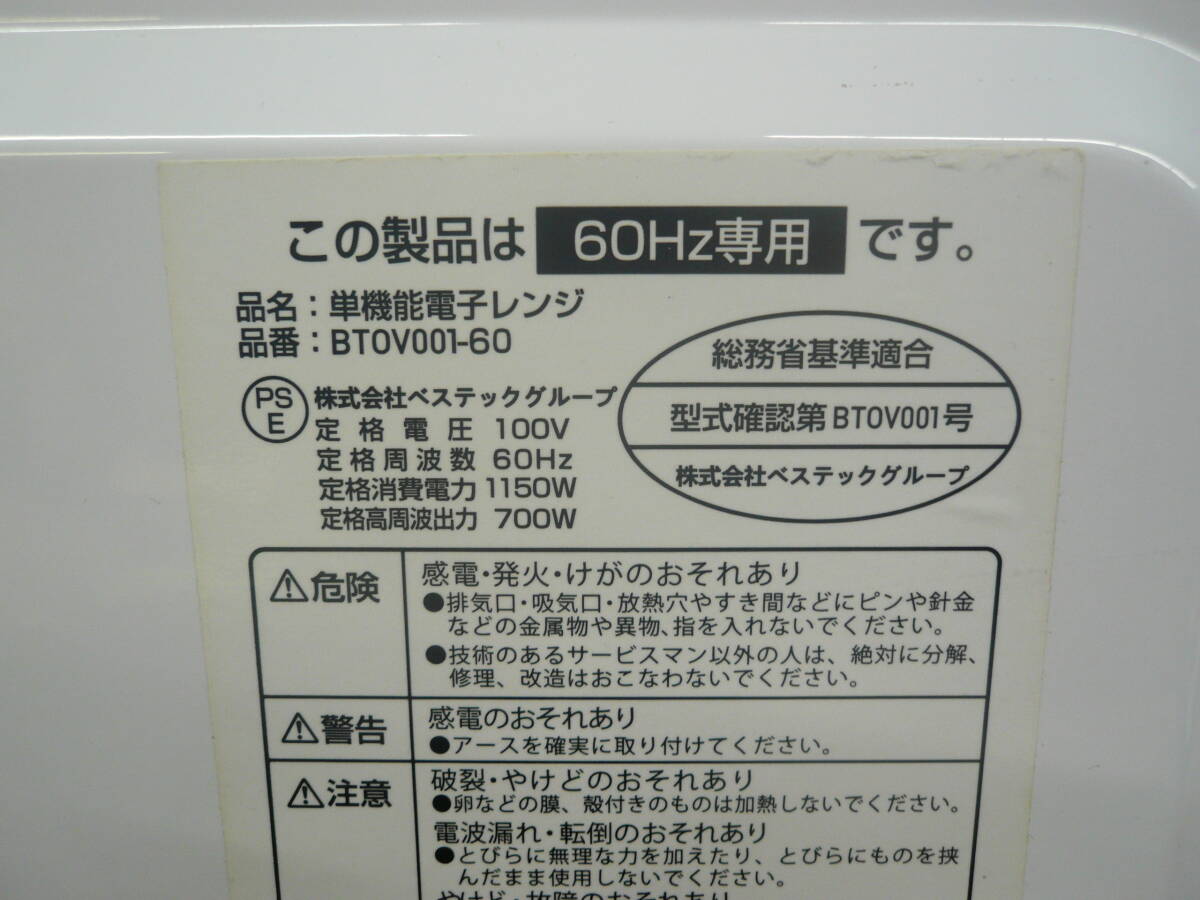 この製品は 60Hz専用 です。
品名：単機能電子レンジ
品番：BTOV001-60
PS
E
株式会社ベステックグループ
定格電圧 100V
定格周波数 60Hz
定格消費電力 1150W
定格高周波出力 700W
総務省基準適合
型式確認第BTOV001号
株式会社ベステックグループ
⚠危険
感電・発火・けがのおそれあり
●排気口・吸気口・放熱穴やすき間などにピンや針金
などの金属物や異物、指を入れないでください。
●技術のあるサービスマン以外の人は、絶対に分解、
修理、改造はおこなわないでください。
⚠警告
感電のおそれあり
●アースを確実に取り付けてください。
⚠注意
破裂・やけどのおそれあり
●卵などの膜、殻付きのものは加熱しないでください。
電波漏れ・転倒のおそれあり
●とびらに無理な力を加えたり、とびらにものを挟
んだまま使用しないでください。
やけど・故障のおそれあり